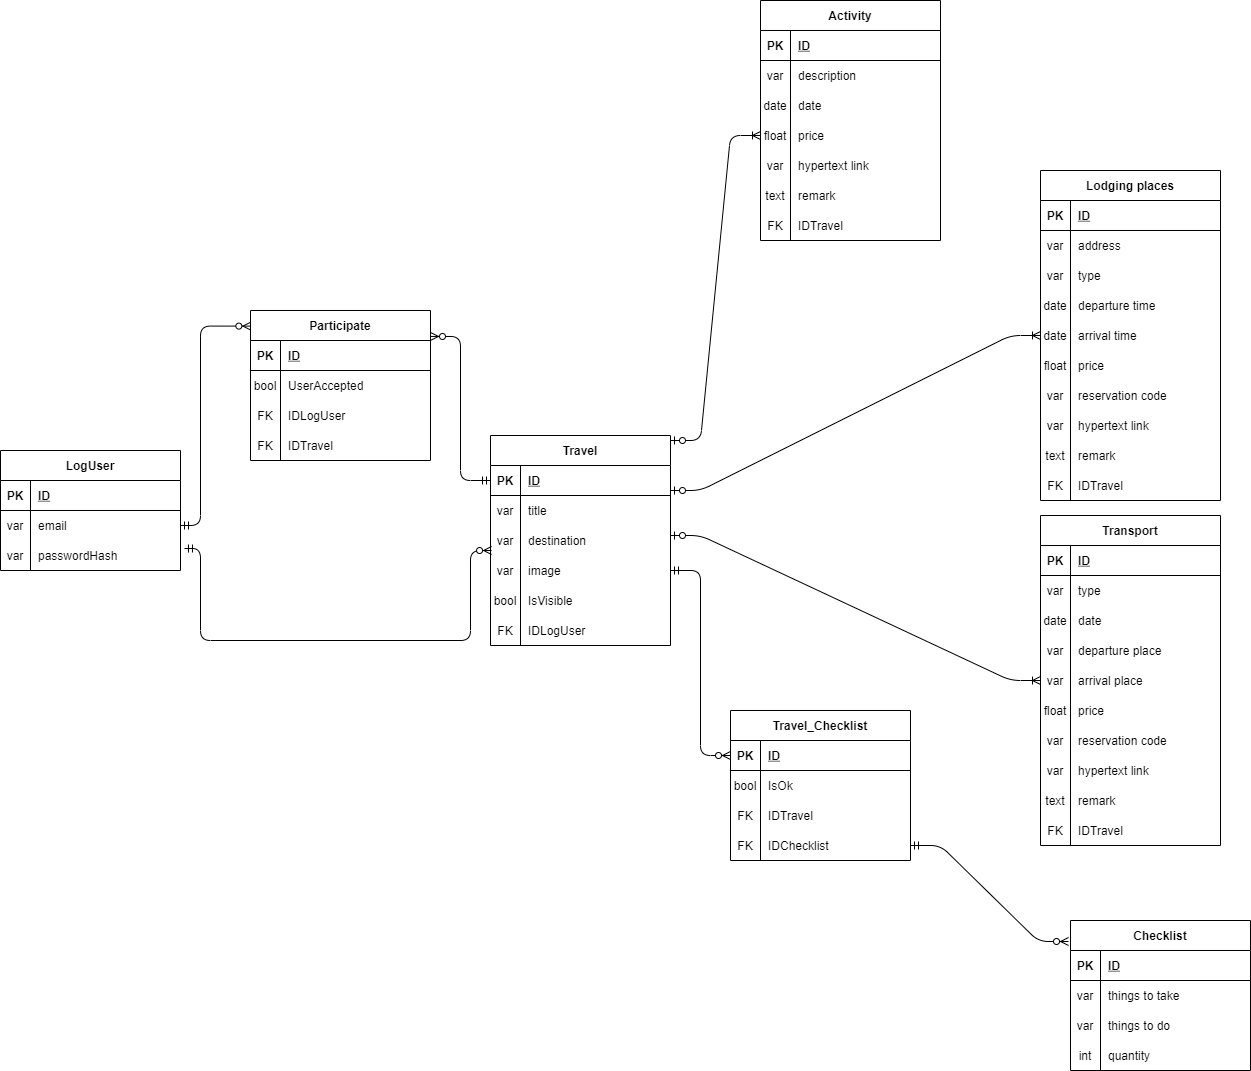 Activity
PK ID
var description
date date
float price
var hypertext link
text remark
FK IDTravel
Lodging places
PK ID
var address
var type
date departure time
date arrival time
float price
var reservation code
var hypertext link
text remark
FK IDTravel
Participate
PK ID
bool UserAccepted
FK IDLogUser
FK IDTravel
LogUser
PK ID
var email
var passwordHash
Travel
PK ID
var title
var destination
var image
bool IsVisible
FK IDLogUser
Transport
PK ID
var type
date date
var departure place
var arrival place
float price
var reservation code
var hypertext link
text remark
FK IDTravel
Travel_Checklist
PK ID
bool IsOk
FK IDTravel
FK IDChecklist
Checklist
PK ID
var things to take
var things to do
int quantity